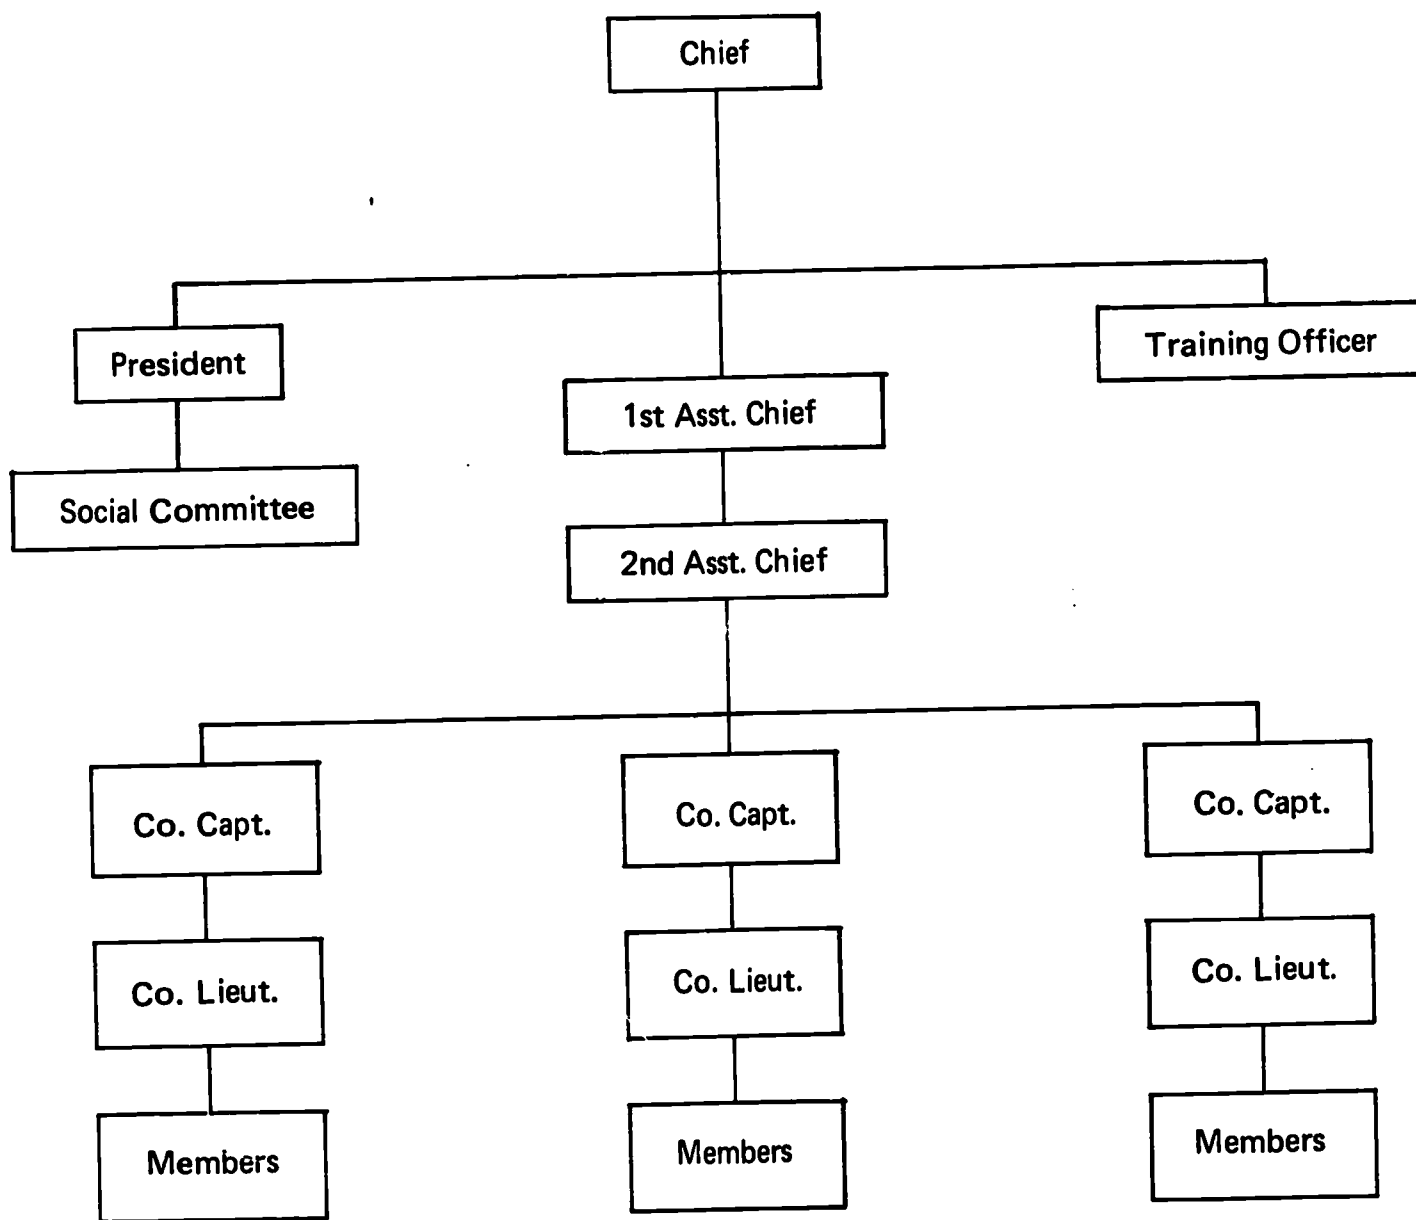 Chief
President
Training Officer
1st Asst. Chief
Social Committee
2nd Asst. Chief
Co. Capt.
Co. Capt.
Co. Capt.
Co. Lieut.
Co. Lieut.
Co. Lieut.
Members
Members
Members